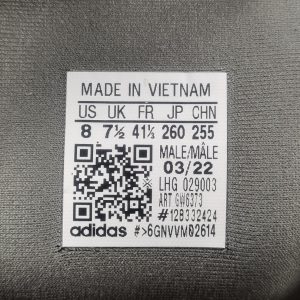 MADE IN VIETNAM
US UK FR JP CHN
8 7½ 41⅓ 260 255
MALE/MÂLE
03/22
LHG 029003
ART GW6373
#128332424
adidas #>6GNVVM02614